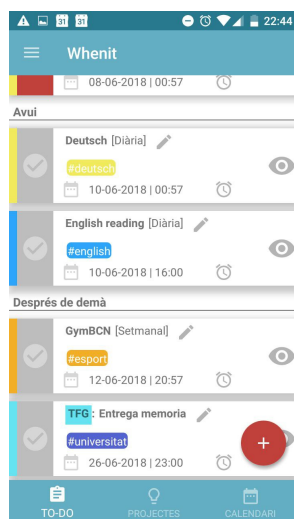 31 31 22:44
Whenit
08-06-2018 | 00:57
Avui
Deutsch [Diària]
#deutsch
10-06-2018 | 00:57
English reading [Diària]
#english
10-06-2018 | 16:00
Després de demà
GymBCN [Setmanal]
#esport
12-06-2018 | 20:57
TFG : Entrega memoria
#universitat
26-06-2018 | 23:00
+
TO-DO PROJECTES CALENDARI